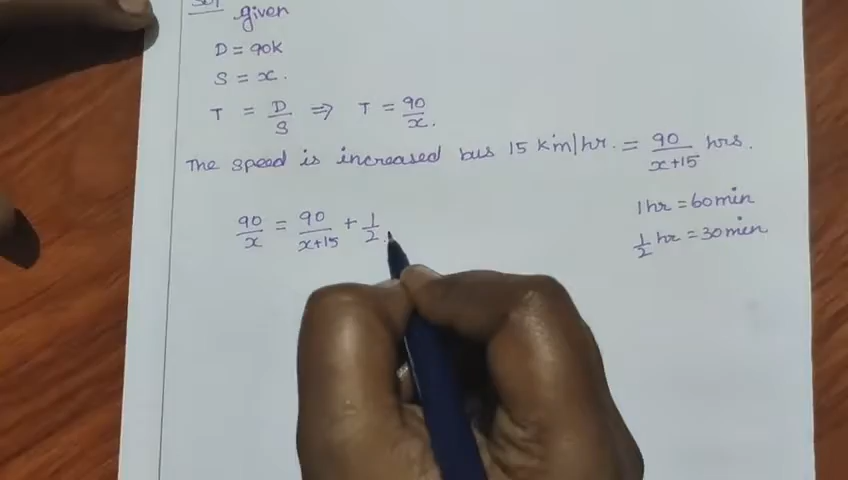 Sol
given
D = 90k
S = x.
T = D/S ⇒ T = 90/x.
The speed is increased bus 15 km/hr. = 90/x+15 hrs.
1 hr = 60 min
90/x = 90/x+15 + 1/2.
1/2 hr = 30 min